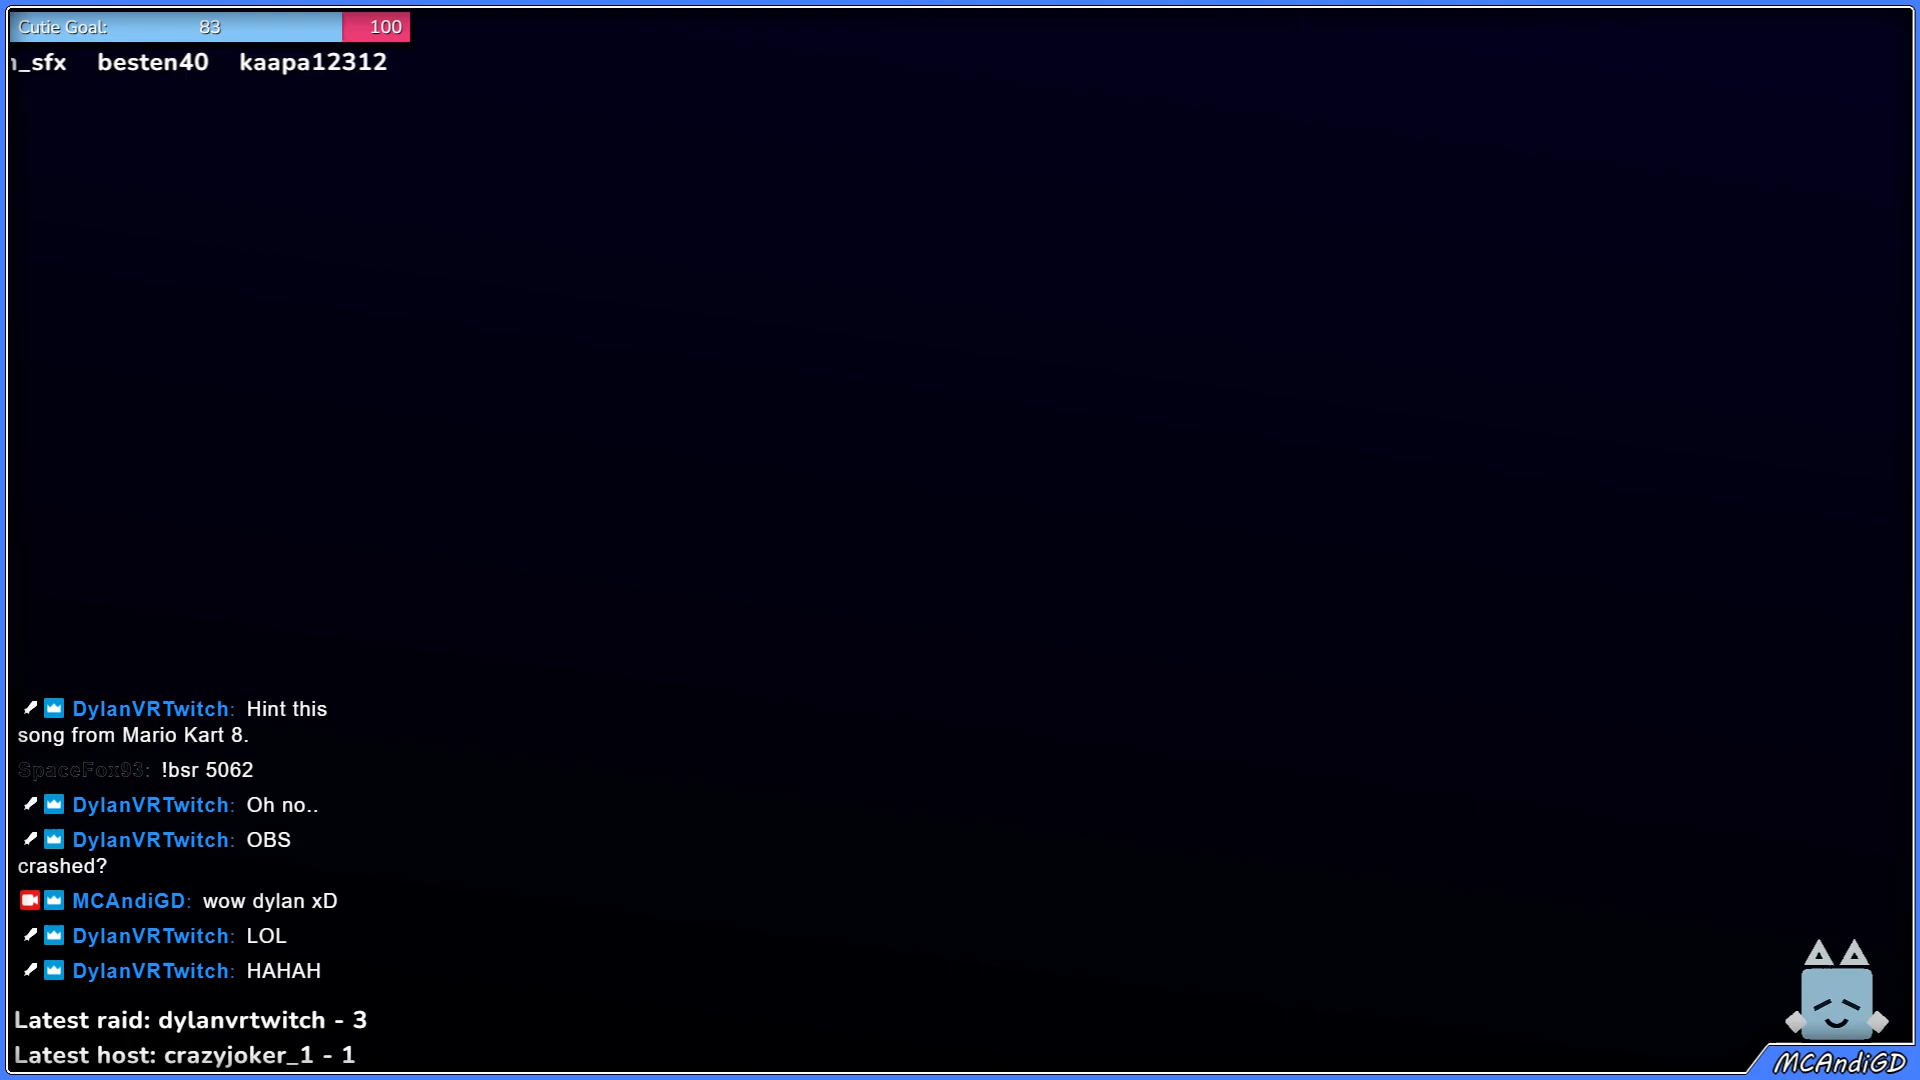 Cutie Goal: 83 100
_sfx besten40 kaapa12312
DylanVRTwitch: Hint this
song from Mario Kart 8.
SpaceFox93: !bsr 5062
DylanVRTwitch: Oh no..
DylanVRTwitch: OBS
crashed?
MCAndiGD: wow dylan xD
DylanVRTwitch: LOL
DylanVRTwitch: HAHAH
Latest raid: dylanvrtwitch - 3
Latest host: crazyjoker_1 - 1
MCAndiGD